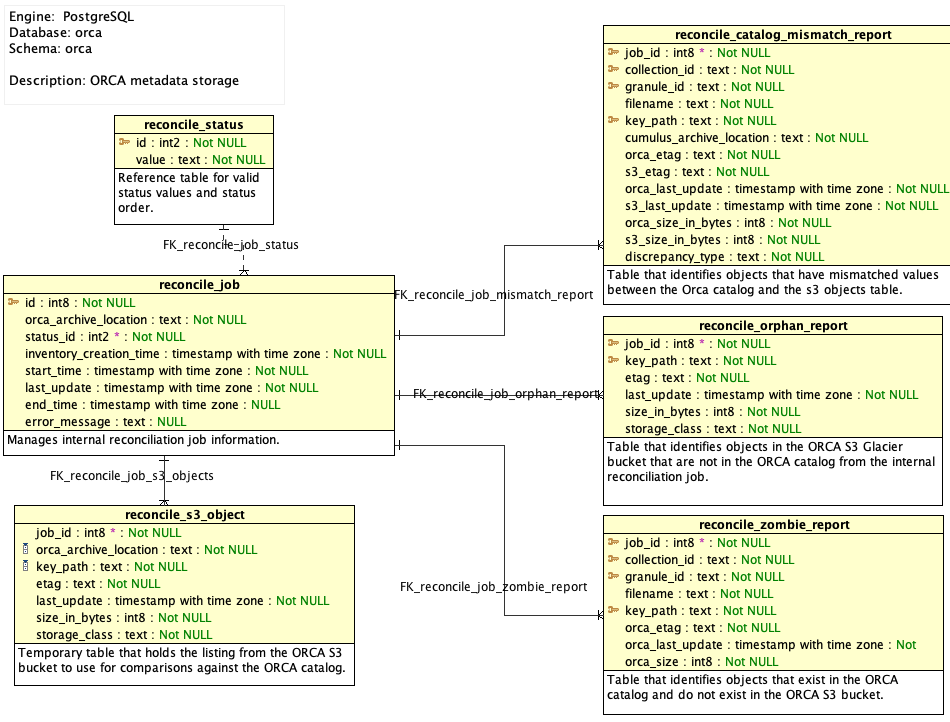 Engine:  PostgreSQL
Database: orca
Schema: orca
Description: ORCA metadata storage
reconcile_status
id : int2 : Not NULL
value : text : Not NULL
Reference table for valid
status values and status
order.
FK_reconcile_job_status
reconcile_job
id : int8 : Not NULL
orca_archive_location : text : Not NULL
status_id : int2 * : Not NULL
inventory_creation_time : timestamp with time zone : Not NULL
start_time : timestamp with time zone : Not NULL
last_update : timestamp with time zone : Not NULL
end_time : timestamp with time zone : NULL
error_message : text : NULL
Manages internal reconciliation job information.
FK_reconcile_job_s3_objects
reconcile_s3_object
job_id : int8 * : Not NULL
orca_archive_location : text : Not NULL
key_path : text : Not NULL
etag : text : Not NULL
last_update : timestamp with time zone : Not NULL
size_in_bytes : int8 : Not NULL
storage_class : text : Not NULL
Temporary table that holds the listing from the ORCA S3
bucket to use for comparisons against the ORCA catalog.
FK_reconcile_job_mismatch_report
FK_reconcile_job_orphan_report
FK_reconcile_job_zombie_report
reconcile_catalog_mismatch_report
job_id : int8 * : Not NULL
collection_id : text : Not NULL
granule_id : text : Not NULL
filename : text : Not NULL
key_path : text : Not NULL
cumulus_archive_location : text : Not NULL
orca_etag : text : Not NULL
s3_etag : text : Not NULL
orca_last_update : timestamp with time zone : Not NULL
s3_last_update : timestamp with time zone : Not NULL
orca_size_in_bytes : int8 : Not NULL
s3_size_in_bytes : int8 : Not NULL
discrepancy_type : text : Not NULL
Table that identifies objects that have mismatched values
between the Orca catalog and the s3 objects table.
reconcile_orphan_report
job_id : int8 * : Not NULL
key_path : text : Not NULL
etag : text : Not NULL
last_update : timestamp with time zone : Not NULL
size_in_bytes : int8 : Not NULL
storage_class : text : Not NULL
Table that identifies objects in the ORCA S3 Glacier
bucket that are not in the ORCA catalog from the internal
reconciliation job.
reconcile_zombie_report
job_id : int8 * : Not NULL
collection_id : text : Not NULL
granule_id : text : Not NULL
filename : text : Not NULL
key_path : text : Not NULL
orca_etag : text : Not NULL
orca_last_update : timestamp with time zone : Not
orca_size : int8 : Not NULL
Table that identifies objects that exist in the ORCA
catalog and do not exist in the ORCA S3 bucket.